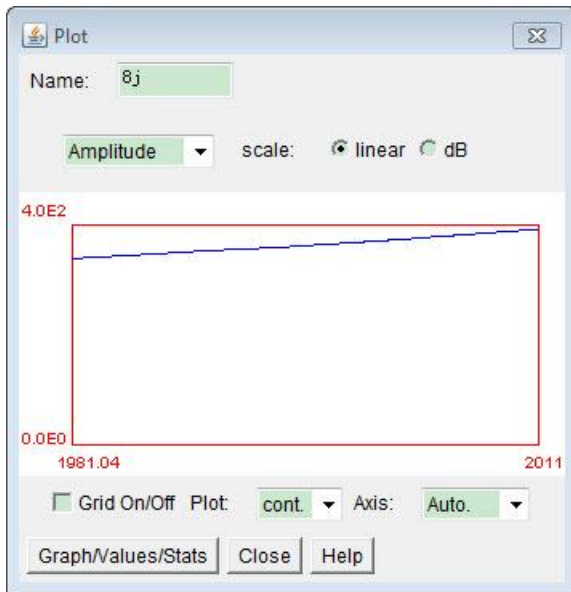 Plot
Name: 8j
Amplitude scale: linear dB
4.0E2
0.0E0
1981.04 2011
Grid On/Off Plot: cont. Axis: Auto.
Graph/Values/Stats Close Help